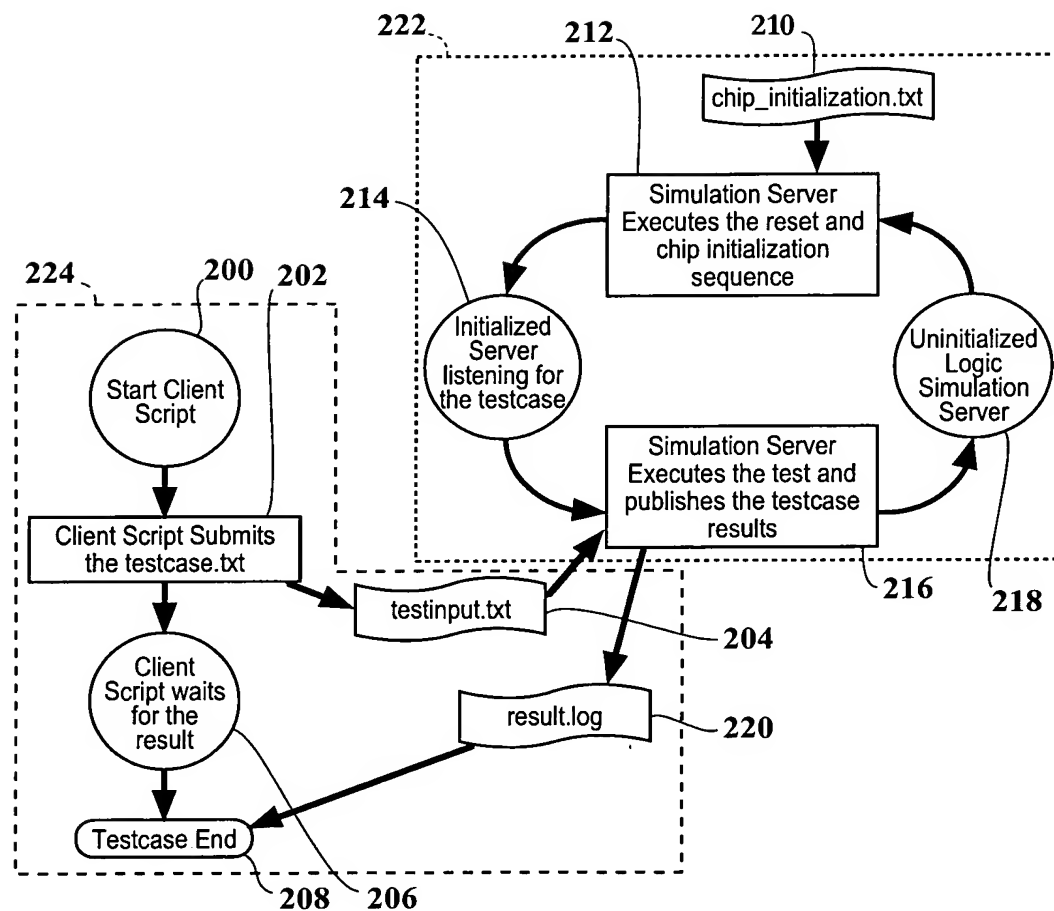 222
212
210
chip_initialization.txt
Simulation Server
Executes the reset and
chip initialization
sequence
214
224
200
202
Start Client
Script
Initialized
Server
listening for
the testcase
Uninitialized
Logic
Simulation
Server
Simulation Server
Executes the test and
publishes the testcase
results
Client Script Submits
the testcase.txt
testinput.txt
204
216
218
Client
Script waits
for the
result
result.log
220
Testcase End
208
206